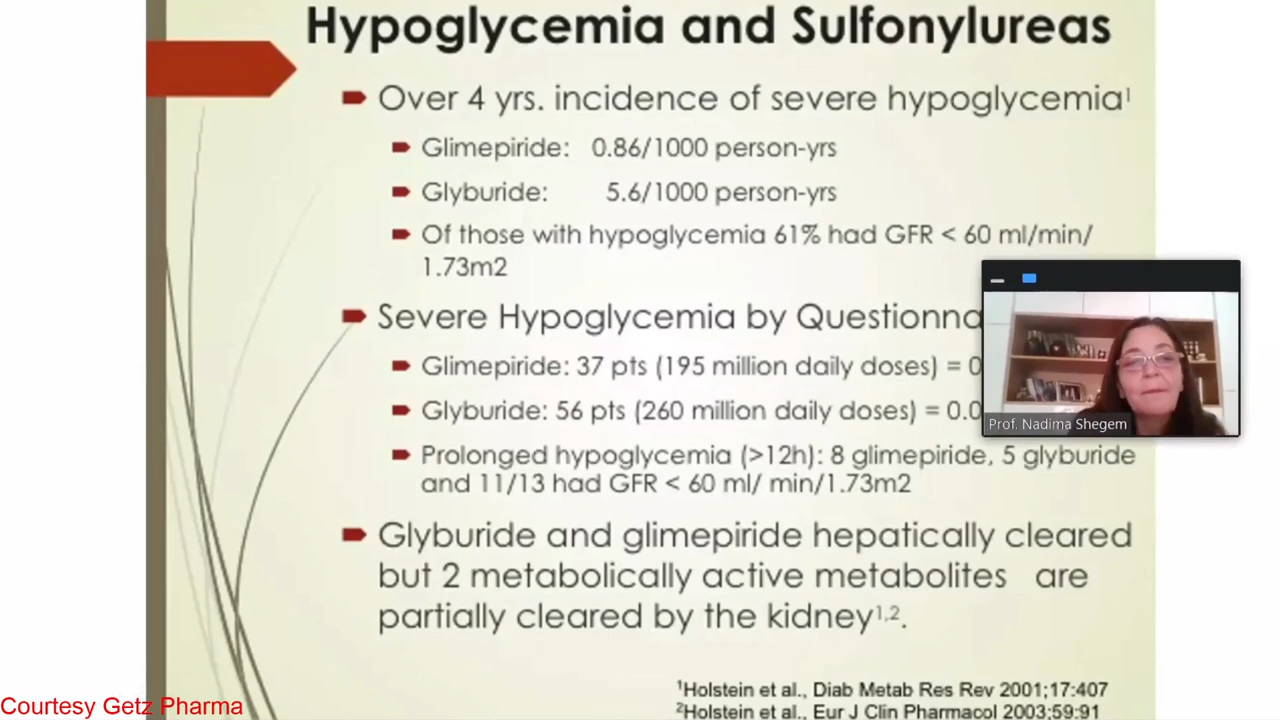 Hypoglycemia and Sulfonylureas
Over 4 yrs. incidence of severe hypoglycemia¹
Glimepiride: 0.86/1000 person-yrs
Glyburide: 5.6/1000 person-yrs
Of those with hypoglycemia 61% had GFR < 60 ml/min/
1.73m2
Severe Hypoglycemia by
Glimepiride: 37 pts (195 million daily doses) =
Glyburide: 56 pts (260 million daily doses) =
Prolonged hypoglycemia (>12h): 8 glimepiride, 5 glyburide
and 11/13 had GFR < 60 ml/ min/1.73m2
Prof. Nadima Shegem
Glyburide and glimepiride hepatically cleared
but 2 metabolically active metabolites are
partially cleared by the kidney¹,².
¹Holstein et al., Diab Metab Res Rev 2001;17:407
²Holstein et al., Eur J Clin Pharmacol 2003;59:91
Courtesy Getz Pharma